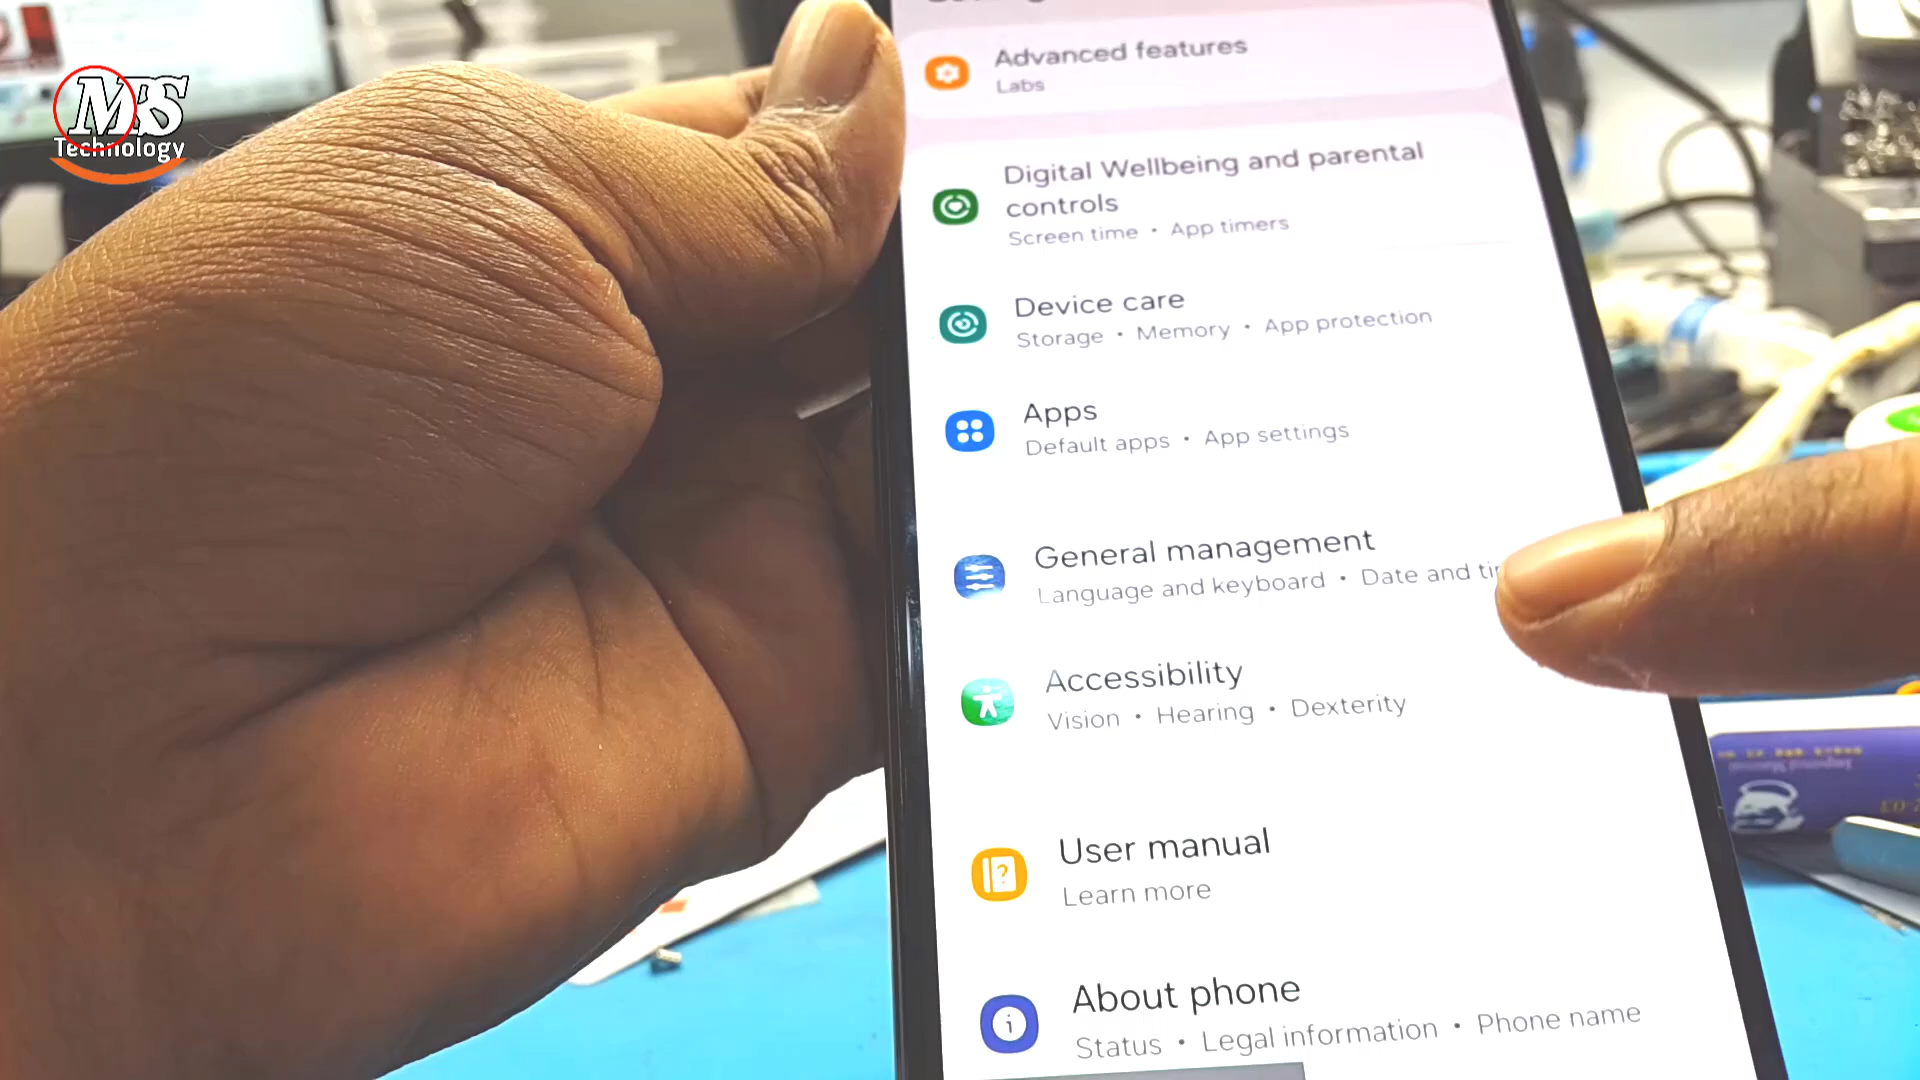 MPS
Technology
Advanced features
Labs
Digital Wellbeing and parental
controls
Screen time • App timers
Device care
Storage • Memory • App protection
Apps
Default apps • App settings
General management
Language and keyboard • Date and
Accessibility
Vision • Hearing • Dexterity
User manual
Learn more
About phone
Status • Legal information • Phone name